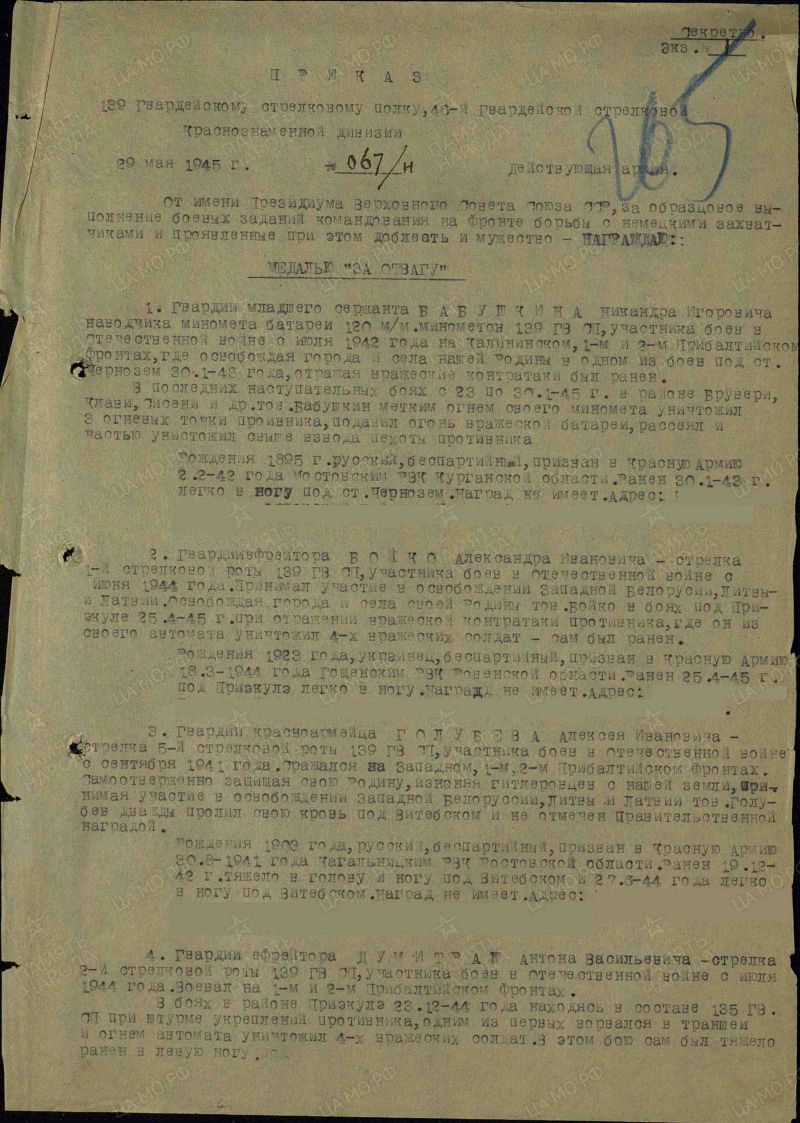 Секретно.
Экз.№ 1
265
П Р И К А З
139 Гвардейскому стрелковому полку,46-й Гвардейской стрелковой
Краснознаменной дивизии
29 мая 1945 г. № 067/н Действующая армия.
От имени Президиума Верховного Совета Союза ССР,за образцовое вы-
полнение боевых заданий командования на фронте борьбы с немецкими захват-
чиками и проявленные при этом доблесть и мужество - НАГРАЖДАЮ::
МЕДАЛЬЮ "ЗА ОТВАГУ"
1. Гвардии младшего сержанта Б А Б У Ш К И Н А Никандра Игоровича
наводчика миномета батареи 120 м/м.минометов 139 ГВ СП,участника боев в
Отечественной войне с июля 1942 года на Калининском,1-м и 2-м Прибалтийском
фронтах,где освобождая города и села нашей Родины в одном из боев под ст.
Чернозем 30.1-43 года,отражая вражеские контратаки был ранен.
В последних наступательных боях с 23 по 30.1-45 г. в районе Брувери,
Клави, и др.тов.Бабушкин метким огнем своего миномета уничтожил
3 огневых точки проивника,подавил огонь вражеской батареи,рассеял и
частью унистожил свыше взвода пехоты противника
Рождения 1895 г.русский,беспартийный,призван в Красную Армию
2.2-42 года Мостовским РВК Курганской области.Ранен 30.1-43 г.
легко в ногу под ст.Чернозем.Наград не имеет.Адрес:
2. Гвардииефрейтора Б О Й К О Александра Ивановича - стрелка
1-й стрелковой роты 139 ГВ СП,участника боев в Отечественной войне с
июня 1944 года.Принимал участие в освобождении Западной Белорусии,Литвы-
и Латвии.Освобождая города и села своей Родины тов.Бойко в боях под При-
экуле 25.4-45 г.при отражении вражеской контратаки противника,где он из
своего автомата уничтожил 4-х вражеских солдат - сам был ранен.
Рождения 1923 года,украинец,беспартийный,призван в Красную Армию
18.3-1944 года Гощенским РВК Ровенской области.Ранен 25.4-45 г.
под Приэкулэ легко в ногу.Наград не имеет.Адрес:
3. Гвардии красноармейца Г О Л У Б Е В А Алексея Ивановича -
стрелка 5-й стрелковой роты 139 ГВ СП,участника боев в Отечественной войне
с сентября 1941 года.Сражался на Западном,1-м,2-м Прибалтийском Фронтах.
Самоотверженно защищая свою Родину,изгоняя гитлеровцев с нашей земли,при-
нимая участие в освобождении Западной Белоруссии,Литвы и Латвии тов.Голу-
бев дважды пролил свою кровь под Витебском и не отмечен Правительственной
наградой.
Рождения 1903 года,русский,беспартийный,призван в Красную Армию
20.8-1941 года Кагальницким РВК Ростовской области.Ранен 19.12-
42 г.тяжело в голову и ногу под Витебском и 27.6-44 года легко
в ногу под Витебском.Наград не имеет.Адрес:
4. Гвардии ефрейтора Д У М И Т Р А Ш Антона Васильевича -стрелка
2-й стрелковой роты 139 ГВ СП,участника боев в Отечественной войне с июля
1944 года.Воевал на 1-м и 2-м Прибалтийском Фронтах.
В боях в районе Приэкулэ 23.12-44 года находясь в составе 135 ГВ.
СП при штурме укреплений противника,одним из первых ворвался в траншеи
и огнем автомата уничтожил 4-х вражеских солдат.В этом бою сам был тяжело
ранен в левую ногу.